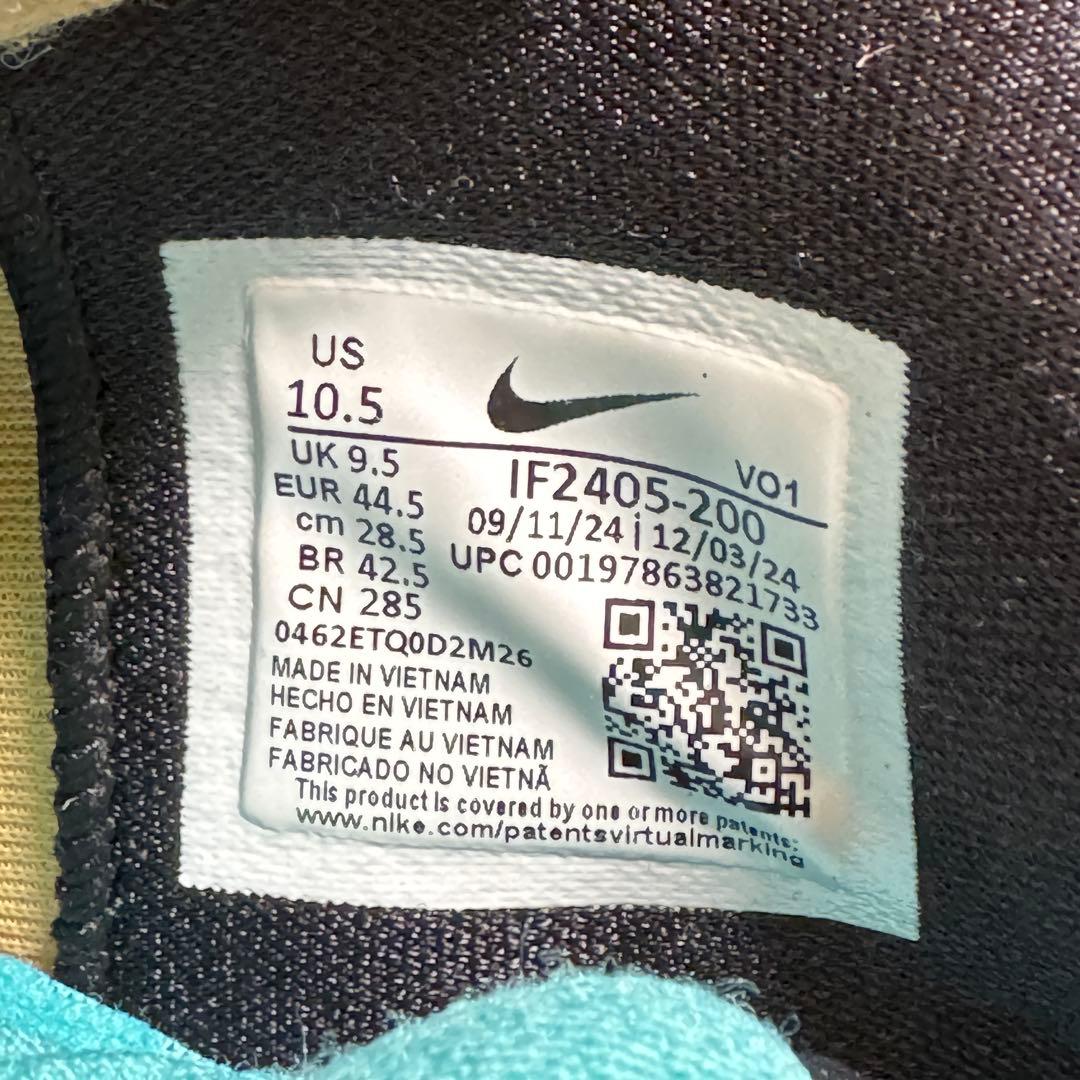 US
10.5
VO1
UK 9.5
EUR 44.5
cm 28.5
BR 42.5
CN 285
IF2405-200
09/11/24 | 12/03/24
UPC 00197863821733
0462ETQ0D2M26
MADE IN VIETNAM
HECHO EN VIETNAM
FABRIQUE AU VIETNAM
FABRICADO NO VIETNÃ
This product is covered by one or more patents:
www.nike.com/patentsvirtualmarking